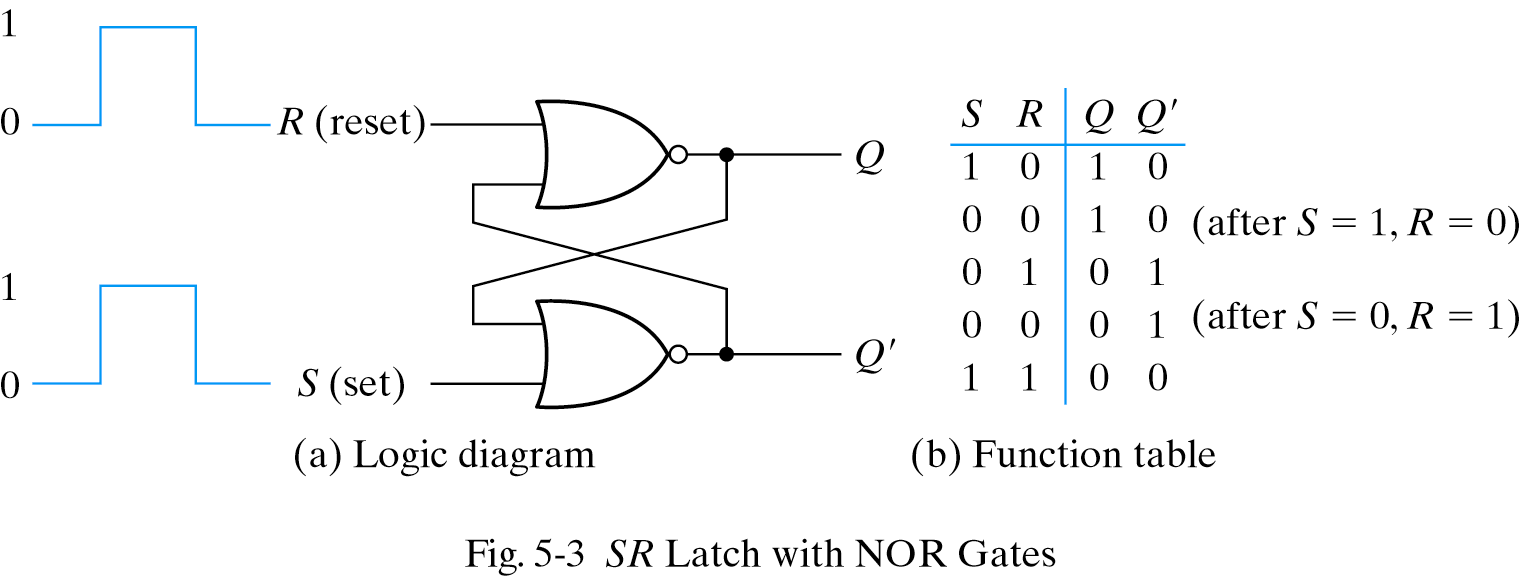 1
0
R (reset)
Q
1
0
S (set)
Q′
(a) Logic diagram
S R Q Q′
1 0 1 0
0 0 1 0 (after S = 1, R = 0)
0 1 0 1
0 0 0 1 (after S = 0, R = 1)
1 1 0 0
(b) Function table
Fig. 5-3 SR Latch with NOR Gates